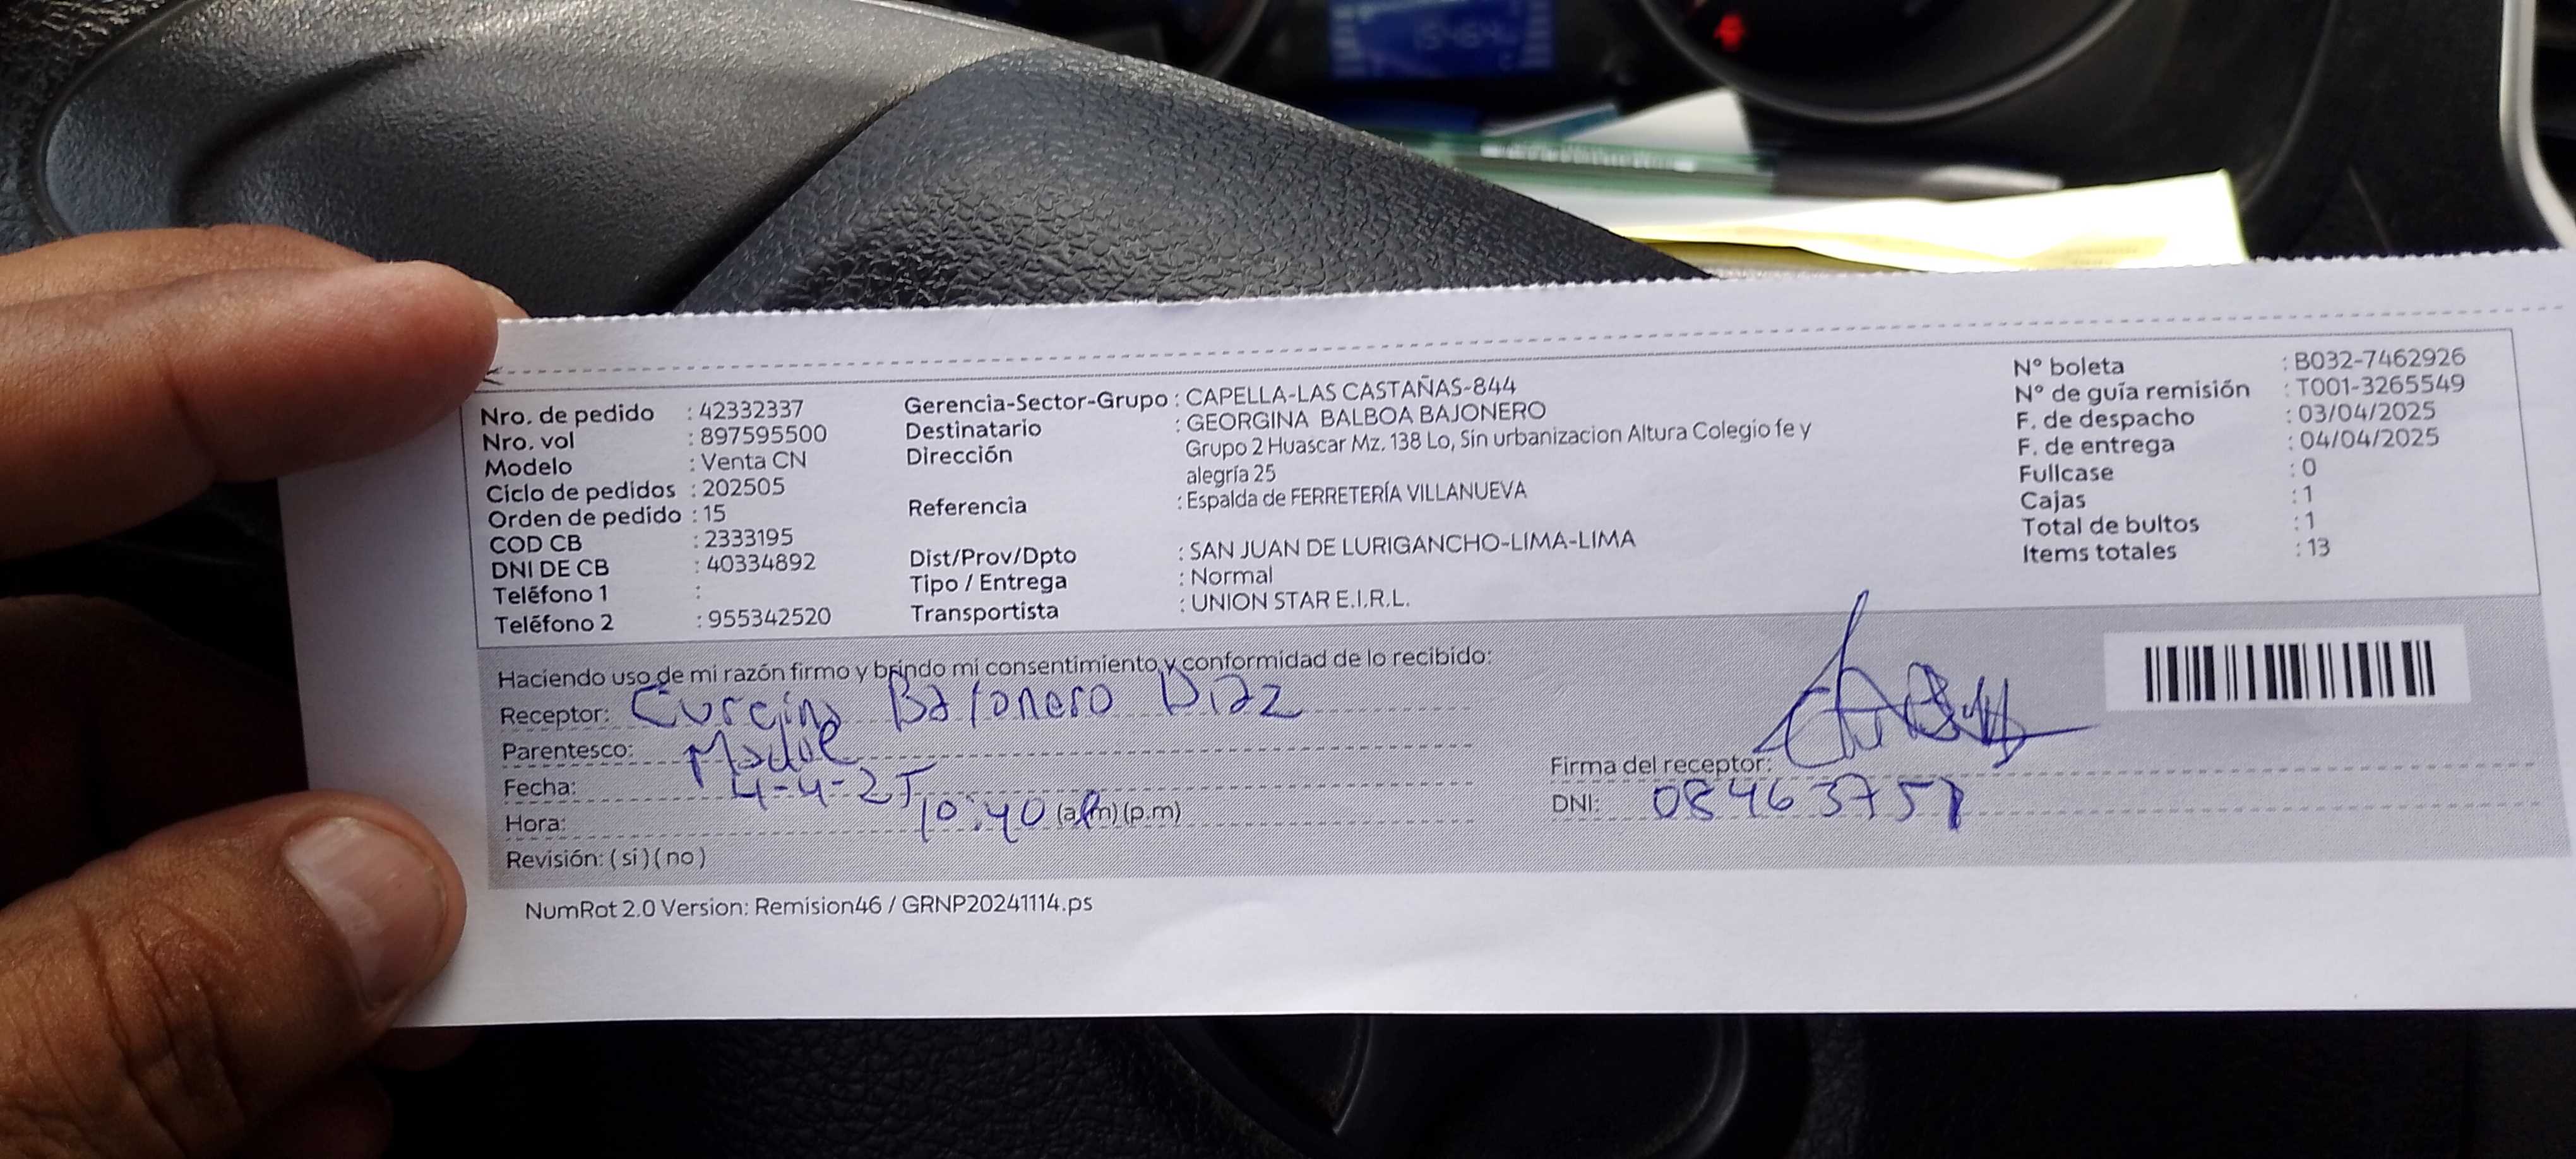 Nro. de pedido : 42332337
Nro. vol : 897595500
Modelo : Venta CN
Ciclo de pedidos : 202505
Orden de pedido : 15
COD CB : 2333195
DNI DE CB : 40334892
Teléfono 1 :
Teléfono 2 : 955342520
Gerencia-Sector-Grupo : CAPELLA-LAS CASTAÑAS-844
Destinatario : GEORGINA BALBOA BAJONERO
Dirección Grupo 2 Huascar Mz. 138 Lo, Sin urbanizacion Altura Colegio fe y
alegría 25
Referencia : Espalda de FERRETERÍA VILLANUEVA
Dist/Prov/Dpto : SAN JUAN DE LURIGANCHO-LIMA-LIMA
Tipo / Entrega : Normal
Transportista : UNION STAR E.I.R.L.
N° boleta : B032-7462926
N° de guía remisión : T001-3265549
F. de despacho : 03/04/2025
F. de entrega : 04/04/2025
Fullcase : 0
Cajas : 1
Total de bultos : 1
Items totales : 13
Haciendo uso de mi razón firmo y brindo mi consentimiento y conformidad de lo recibido:
Receptor: Diaz
Parentesco: Madre
Fecha: 4-4-25
Hora: 10:40 (a.m) (p.m)
Revisión: ( si ) ( no )
Firma del receptor:
DNI:
NumRot 2.0 Version: Remision46 / GRNP20241114.ps